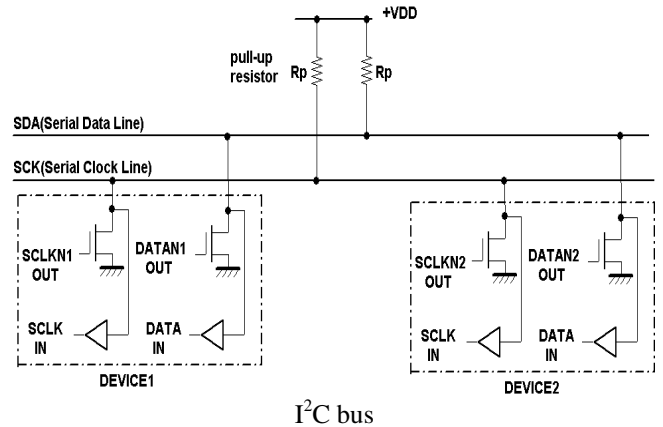 +VDD
pull-up
resistor
Rp
Rp
SDA(Serial Data Line)
SCK(Serial Clock Line)
SCLKN1
OUT
DATAN1
OUT
SCLKN2
OUT
DATAN2
OUT
SCLK
IN
DATA
IN
SCLK
IN
DATA
IN
DEVICE1
DEVICE2
I²C bus